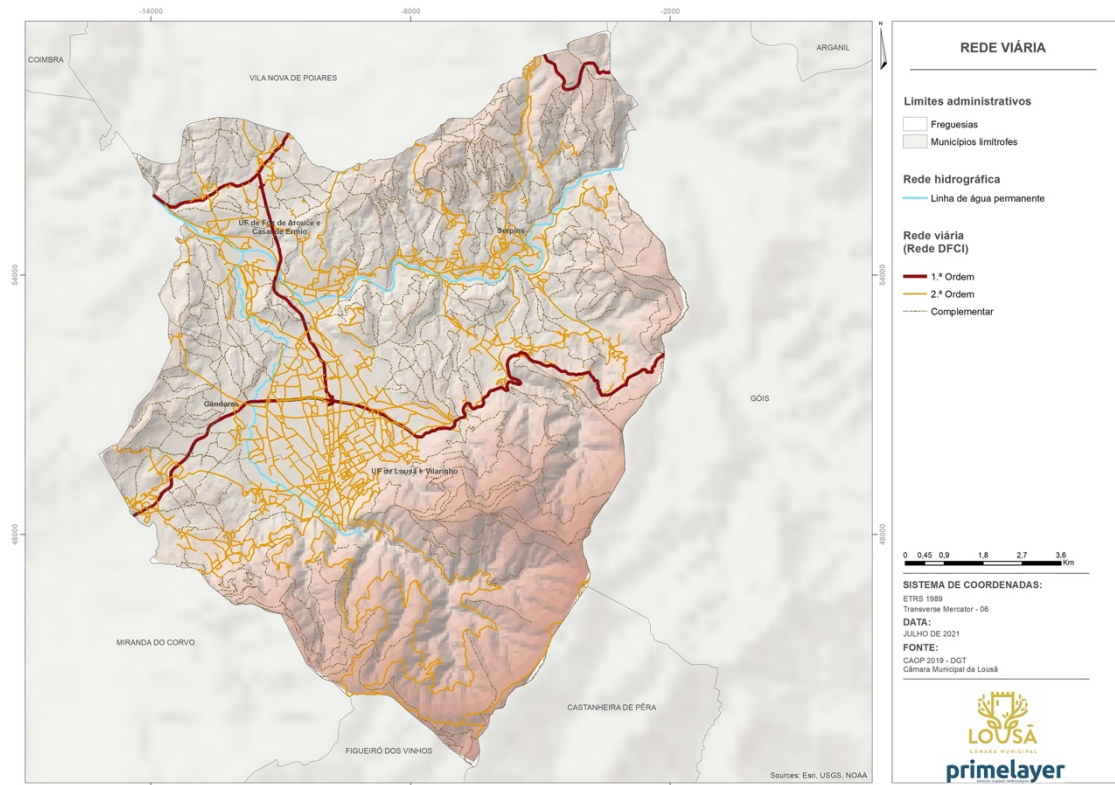 -14000
-8000
-2000
COIMBRA
VILA NOVA DE POIARES
ARGANIL
N
UF de Foz de Arouce e
Casal de Ermio
Serpins
54000
54000
GÓIS
Gândaras
UF de Lousã e Vilarinho
48000
48000
MIRANDA DO CORVO
CASTANHEIRA DE PÊRA
FIGUEIRÓ DOS VINHOS
Sources: Esri, USGS, NOAA
REDE VIÁRIA
Limites administrativos
Freguesias
Municípios limítrofes
Rede hidrográfica
Linha de água permanente
Rede viária
(Rede DFCI)
1.ª Ordem
2.ª Ordem
Complementar
0 0,45 0,9 1,8 2,7 3,6
Km
SISTEMA DE COORDENADAS:
ETRS 1989
Transverse Mercator - 06
DATA:
JULHO DE 2021
FONTE:
CAOP 2019 - DGT
Câmara Municipal da Lousã
LOUSÃ
CÂMARA MUNICIPAL
primelayer